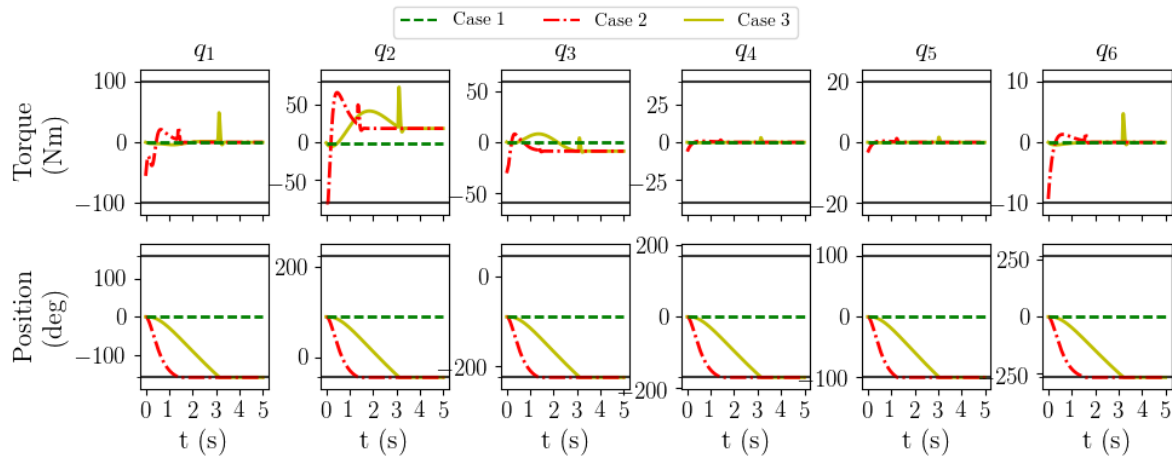 Case 1 Case 2 Case 3
q1 q2 q3 q4 q5 q6
Torque (Nm)
100 0 −100
50 0 −50
50 0 −50
25 0 −25
20 0 −20
10 0 −10
Position (deg)
100 0 −100
200 0
0 −200
200 0 −200
100 0 −100
250 0 −250
0 1 2 3 4 5 0 1 2 3 4 5 0 1 2 3 4 5 0 1 2 3 4 5 0 1 2 3 4 5 0 1 2 3 4 5
t (s) t (s) t (s) t (s) t (s) t (s)